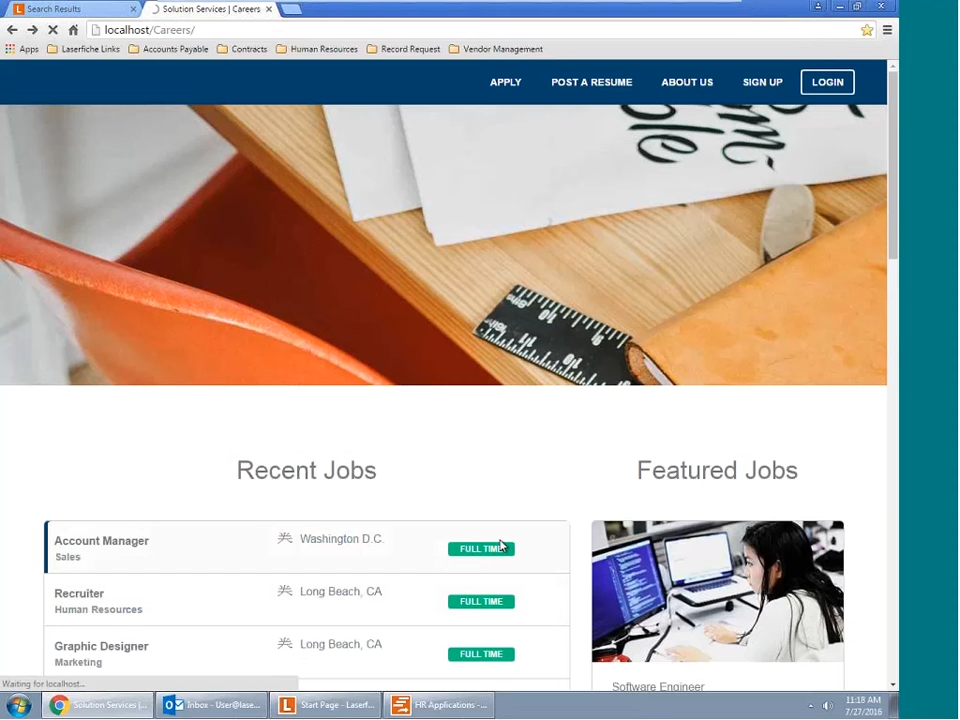 Search Results
Solution Services | Careers
localhost/Careers/
Apps Laserfiche Links Accounts Payable Contracts Human Resources Record Request Vendor Management
APPLY POST A RESUME ABOUT US SIGN UP LOGIN
Recent Jobs
Featured Jobs
Account Manager Washington D.C. FULL TIME
Sales
Recruiter Long Beach, CA FULL TIME
Human Resources
Graphic Designer Long Beach, CA FULL TIME
Marketing
Software Engineer
Waiting for localhost...
Solution Services |... Inbox - User@lase... Start Page - Laserf... HR Applications -...
11:18 AM
7/27/2016